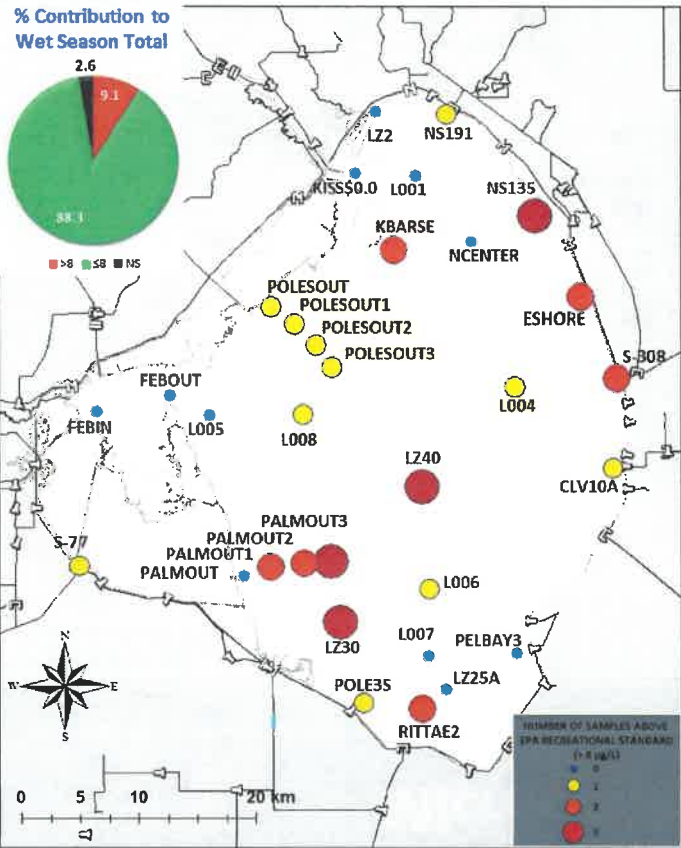 % Contribution to
Wet Season Total
2.6
9.1
88.3
>8 ≤8 NS
LZ2
NS191
KISS$0.0
L001
NS135
KBARSE
NCENTER
POLESOUT
POLESOUT1
ESHORE
POLESOUT2
POLESOUT3
S-308
FEBOUT
L004
FEBIN
L005
L008
LZ40
CLV10A
PALMOUT3
PALMOUT2
S-77
PALMOUT1
PALMOUT
L006
L007
PELBAY3
LZ30
N
W E
S
LZ25A
POLE3S
RITTAE2
NUMBER OF SAMPLES ABOVE
EPA RECREATIONAL STANDARD
(> 8 µg/L)
0
1
2
3
0 5 10 20 km